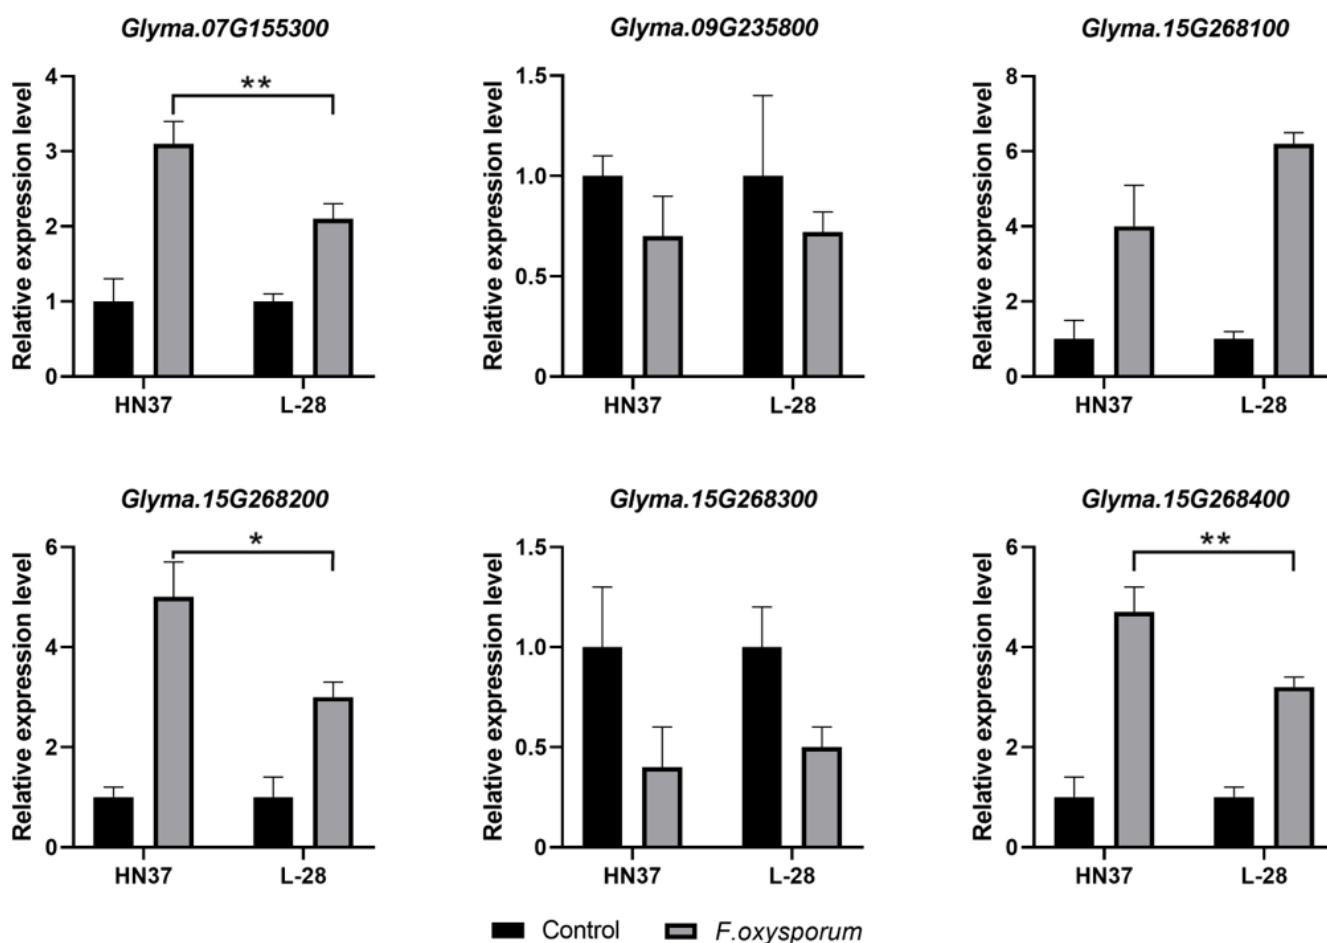 Glyma.07G155300
Relative expression level
4
3
2
1
0
**
HN37
L-28
Glyma.09G235800
Relative expression level
1.5
1.0
0.5
0
HN37
L-28
Glyma.15G268100
Relative expression level
8
6
4
2
0
HN37
L-28
Glyma.15G268200
Relative expression level
6
4
2
0
*
HN37
L-28
Glyma.15G268300
Relative expression level
1.5
1.0
0.5
0
HN37
L-28
Glyma.15G268400
Relative expression level
6
4
2
0
**
HN37
L-28
Control
F.oxysporum